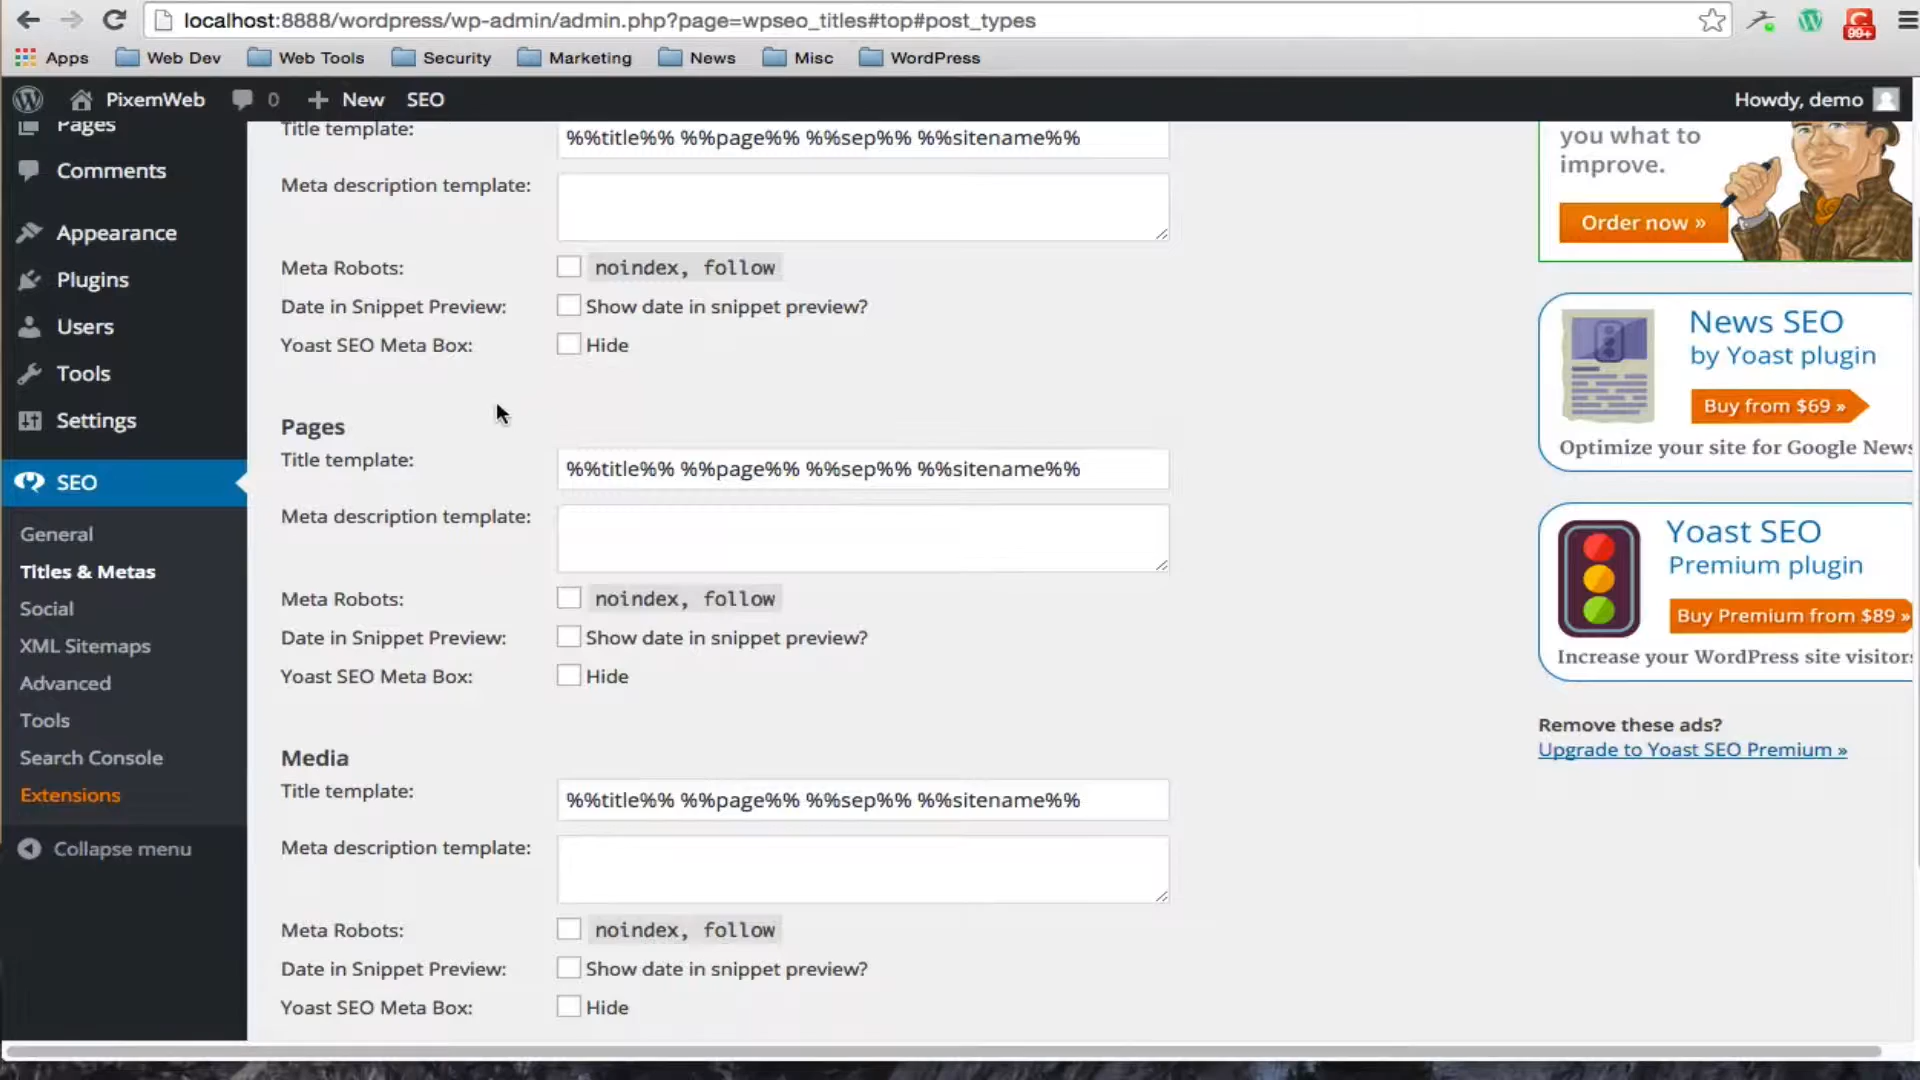 localhost:8888/wordpress/wp-admin/admin.php?page=wpseo_titles#top#post_types
99+
Apps
Web Dev
Web Tools
Security
Marketing
News
Misc
WordPress
PixemWeb
0
New
SEO
Howdy, demo
Pages
Comments
Appearance
Plugins
Users
Tools
Settings
SEO
General
Titles & Metas
Social
XML Sitemaps
Advanced
Tools
Search Console
Extensions
Collapse menu
Title template:
%%title%% %%page%% %%sep%% %%sitename%%
Meta description template:
Meta Robots:
noindex, follow
Date in Snippet Preview:
Show date in snippet preview?
Yoast SEO Meta Box:
Hide
Pages
Title template:
%%title%% %%page%% %%sep%% %%sitename%%
Meta description template:
Meta Robots:
noindex, follow
Date in Snippet Preview:
Show date in snippet preview?
Yoast SEO Meta Box:
Hide
Media
Title template:
%%title%% %%page%% %%sep%% %%sitename%%
Meta description template:
Meta Robots:
noindex, follow
Date in Snippet Preview:
Show date in snippet preview?
Yoast SEO Meta Box:
Hide
you what to
improve.
Order now »
News SEO
by Yoast plugin
Buy from $69 »
Optimize your site for Google News
Yoast SEO
Premium plugin
Buy Premium from $89 »
Increase your WordPress site visitors
Remove these ads?
Upgrade to Yoast SEO Premium »